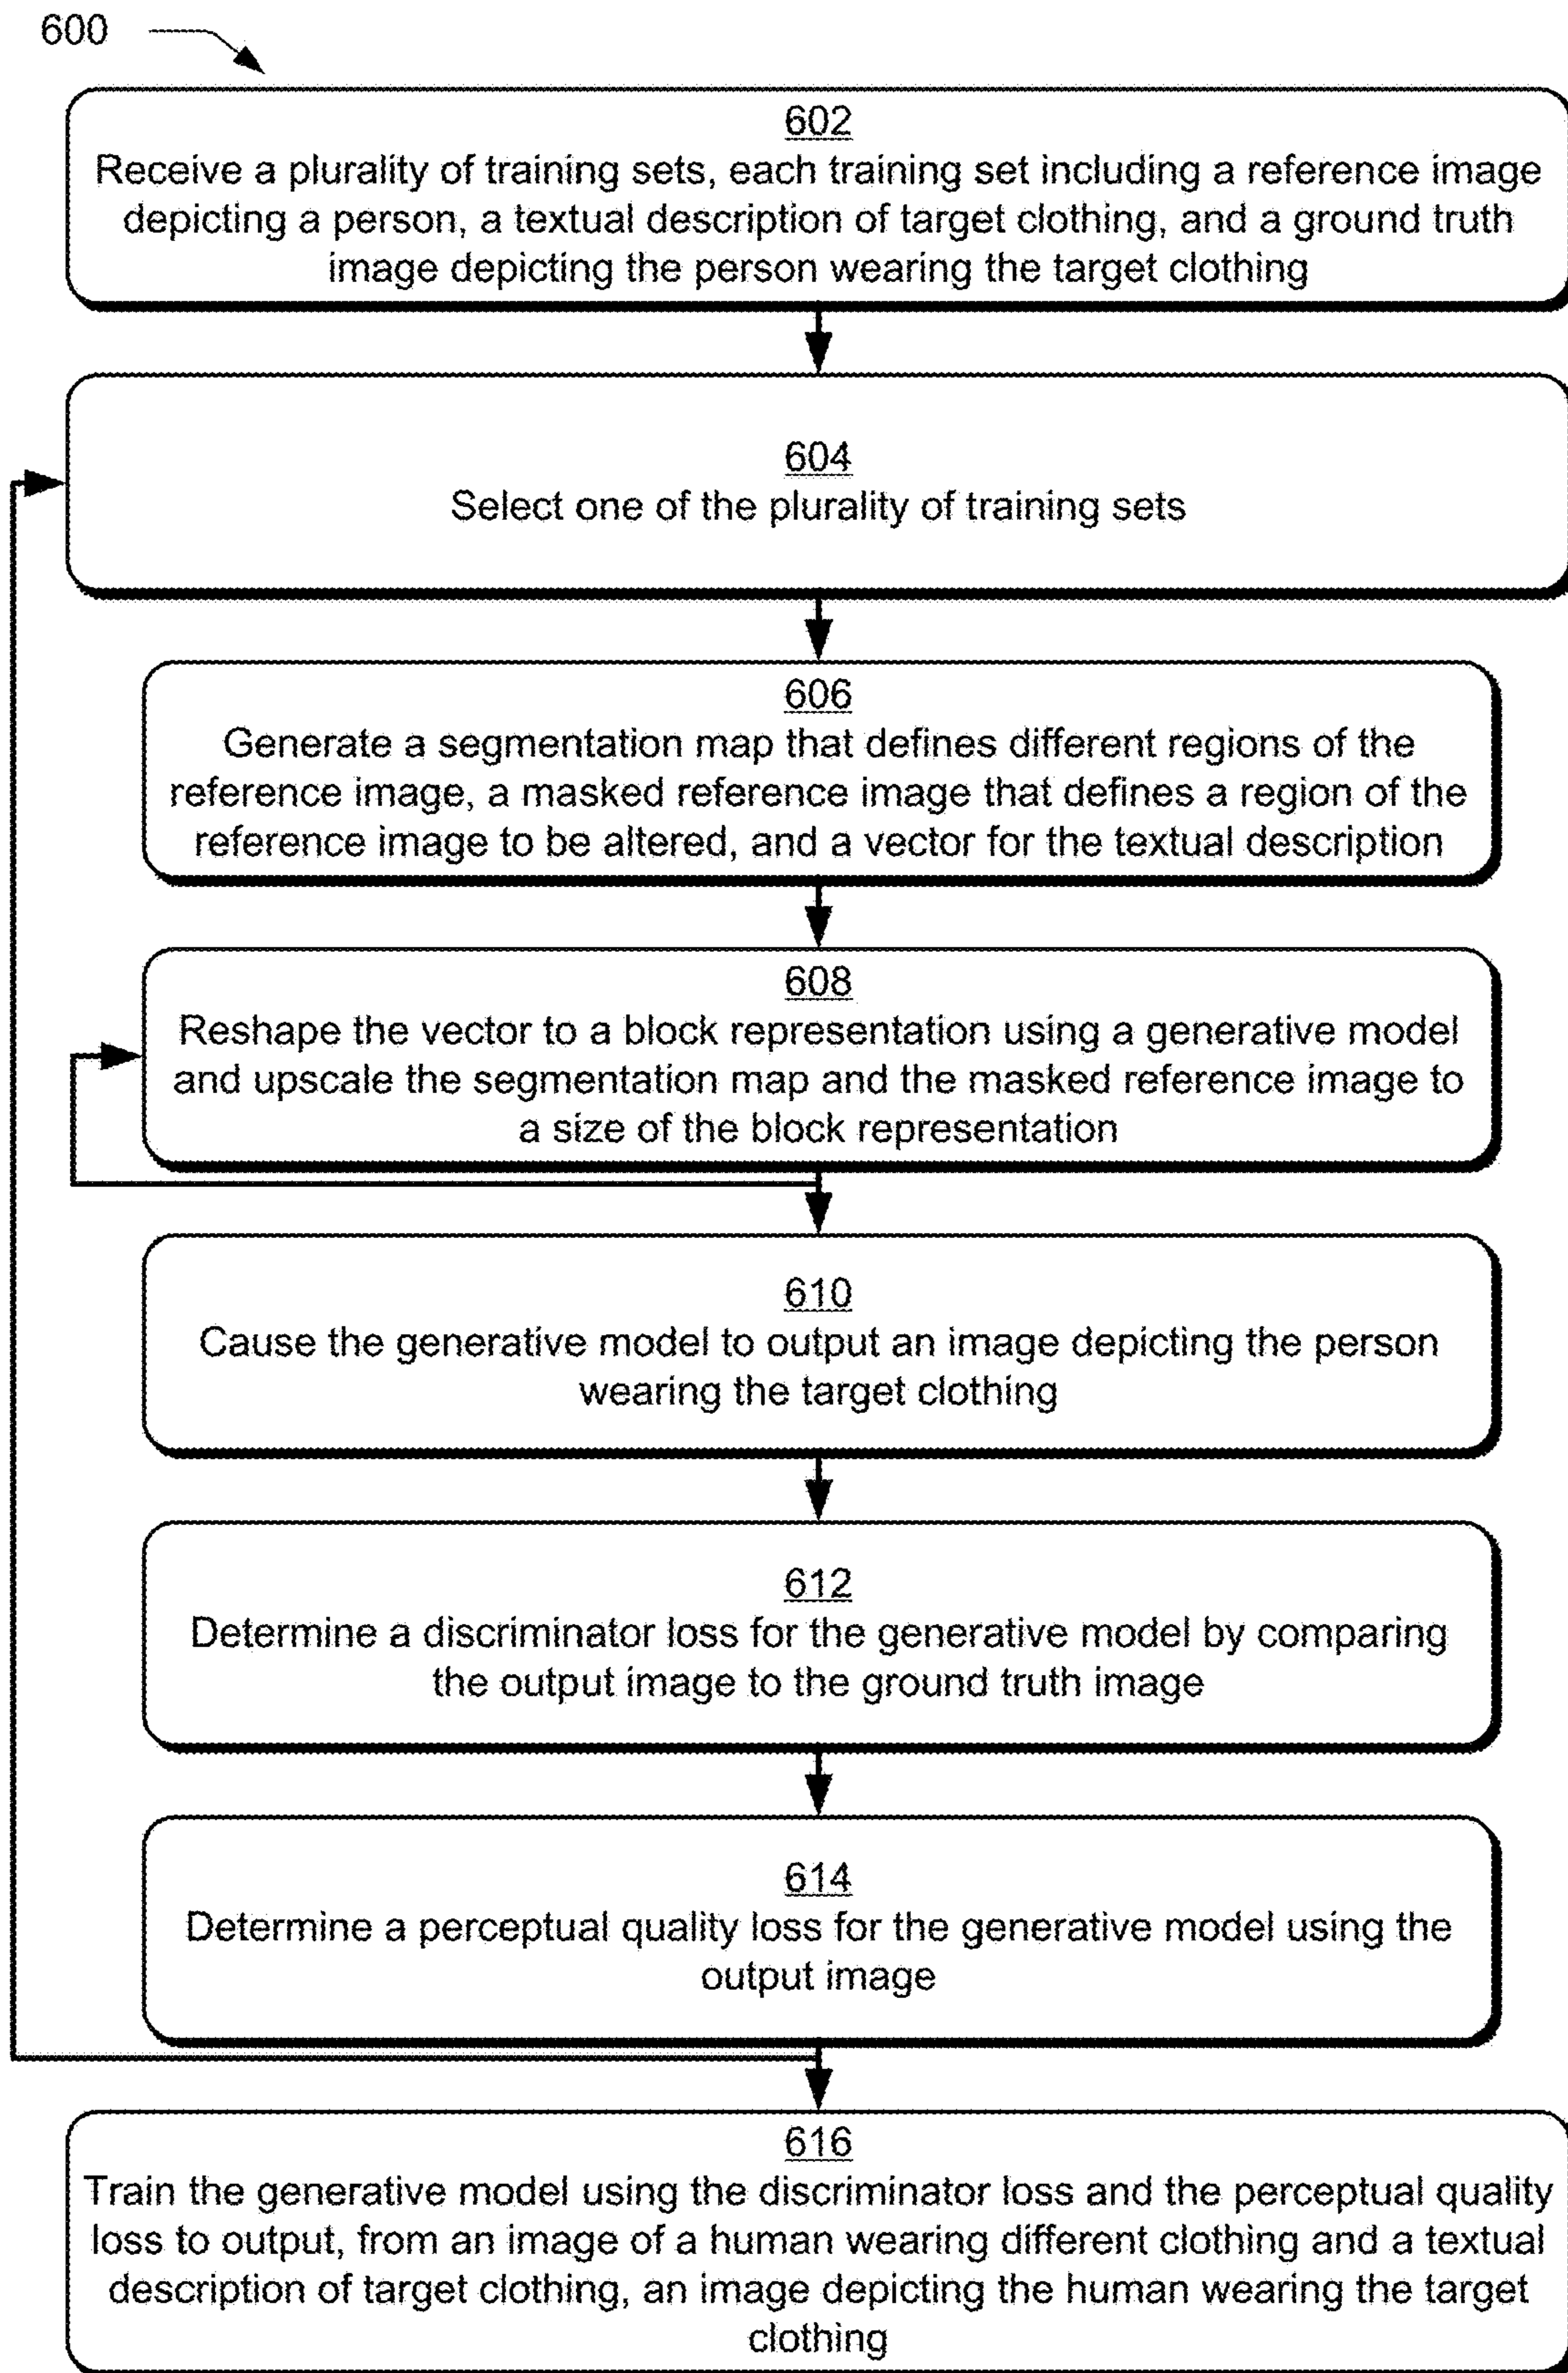 600
602
Receive a plurality of training sets, each training set including a reference image
depicting a person, a textual description of target clothing, and a ground truth
image depicting the person wearing the target clothing
604
Select one of the plurality of training sets
606
Generate a segmentation map that defines different regions of the
reference image, a masked reference image that defines a region of the
reference image to be altered, and a vector for the textual description
608
Reshape the vector to a block representation using a generative model
and upscale the segmentation map and the masked reference image to
a size of the block representation
610
Cause the generative model to output an image depicting the person
wearing the target clothing
612
Determine a discriminator loss for the generative model by comparing
the output image to the ground truth image
614
Determine a perceptual quality loss for the generative model using the
output image
616
Train the generative model using the discriminator loss and the perceptual quality
loss to output, from an image of a human wearing different clothing and a textual
description of target clothing, an image depicting the human wearing the target
clothing